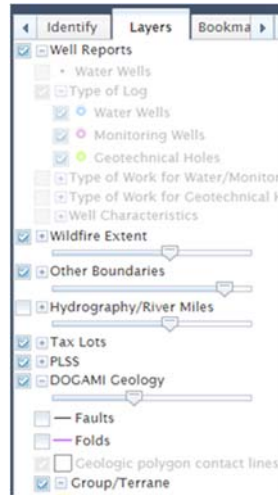 Identify Layers Bookma
Well Reports
Water Wells
Type of Log
Water Wells
Monitoring Wells
Geotechnical Holes
Type of Work for Water/Monitor
Type of Work for Geotechnical H
Well Characteristics
Wildfire Extent
Other Boundaries
Hydrography/River Miles
Tax Lots
PLSS
DOGAMI Geology
Faults
Folds
Geologic polygon contact lines
Group/Terrane